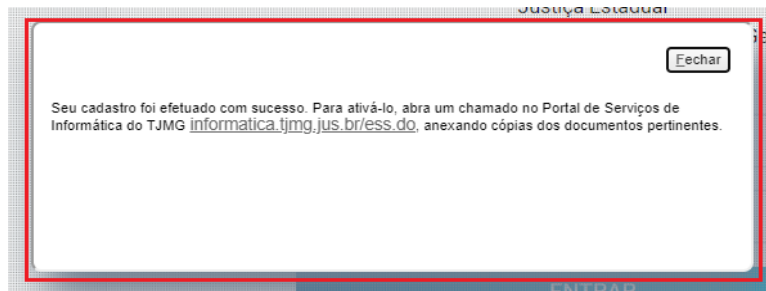 Justiça Estadual
Fechar
Seu cadastro foi efetuado com sucesso. Para ativá-lo, abra um chamado no Portal de Serviços de
Informática do TJMG informatica.tjmg.jus.br/ess.do, anexando cópias dos documentos pertinentes.
ENTRAR